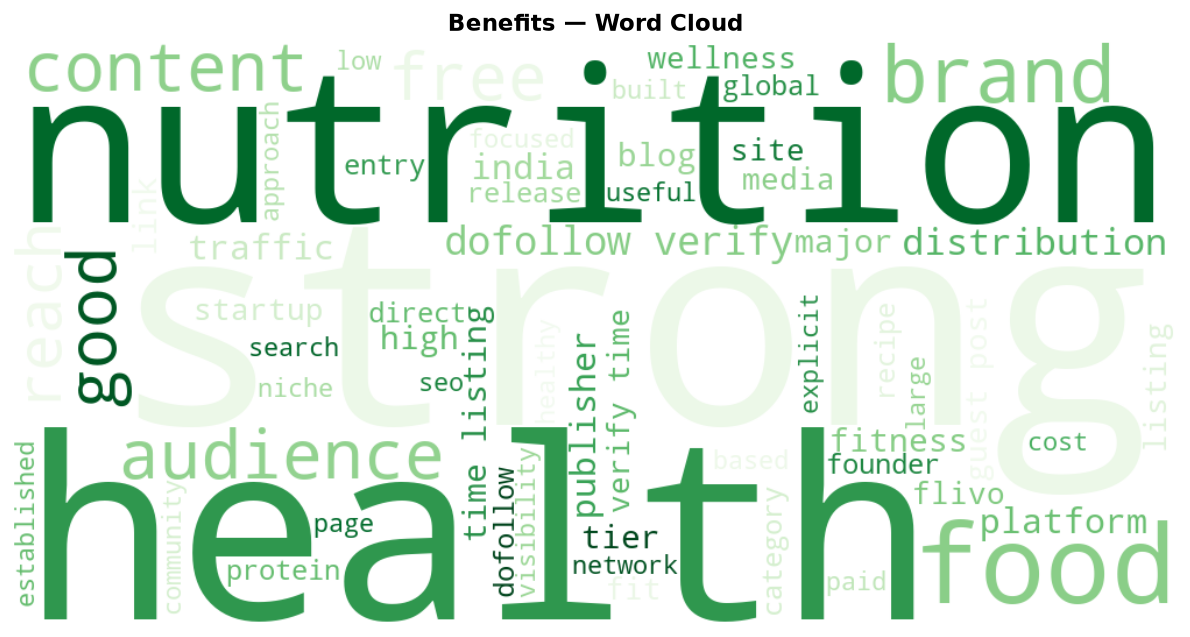 Benefits — Word Cloud
content
low
free
wellness
built
global
brand
nutrition
approach
entry
focused
india
release
blog
useful
site
media
link
traffic
dofollow verify
major
distribution
reach
good
strong
startup
search
niche
direct
high
seo
time listing
healthy
publisher
verify time
explicit
recipe
large
guest post
listing
audience
fitness
cost
founder
based
health
established
community
page
protein
dofollow
visibility
tier
network
fit
category
paid
flivo
platform
food